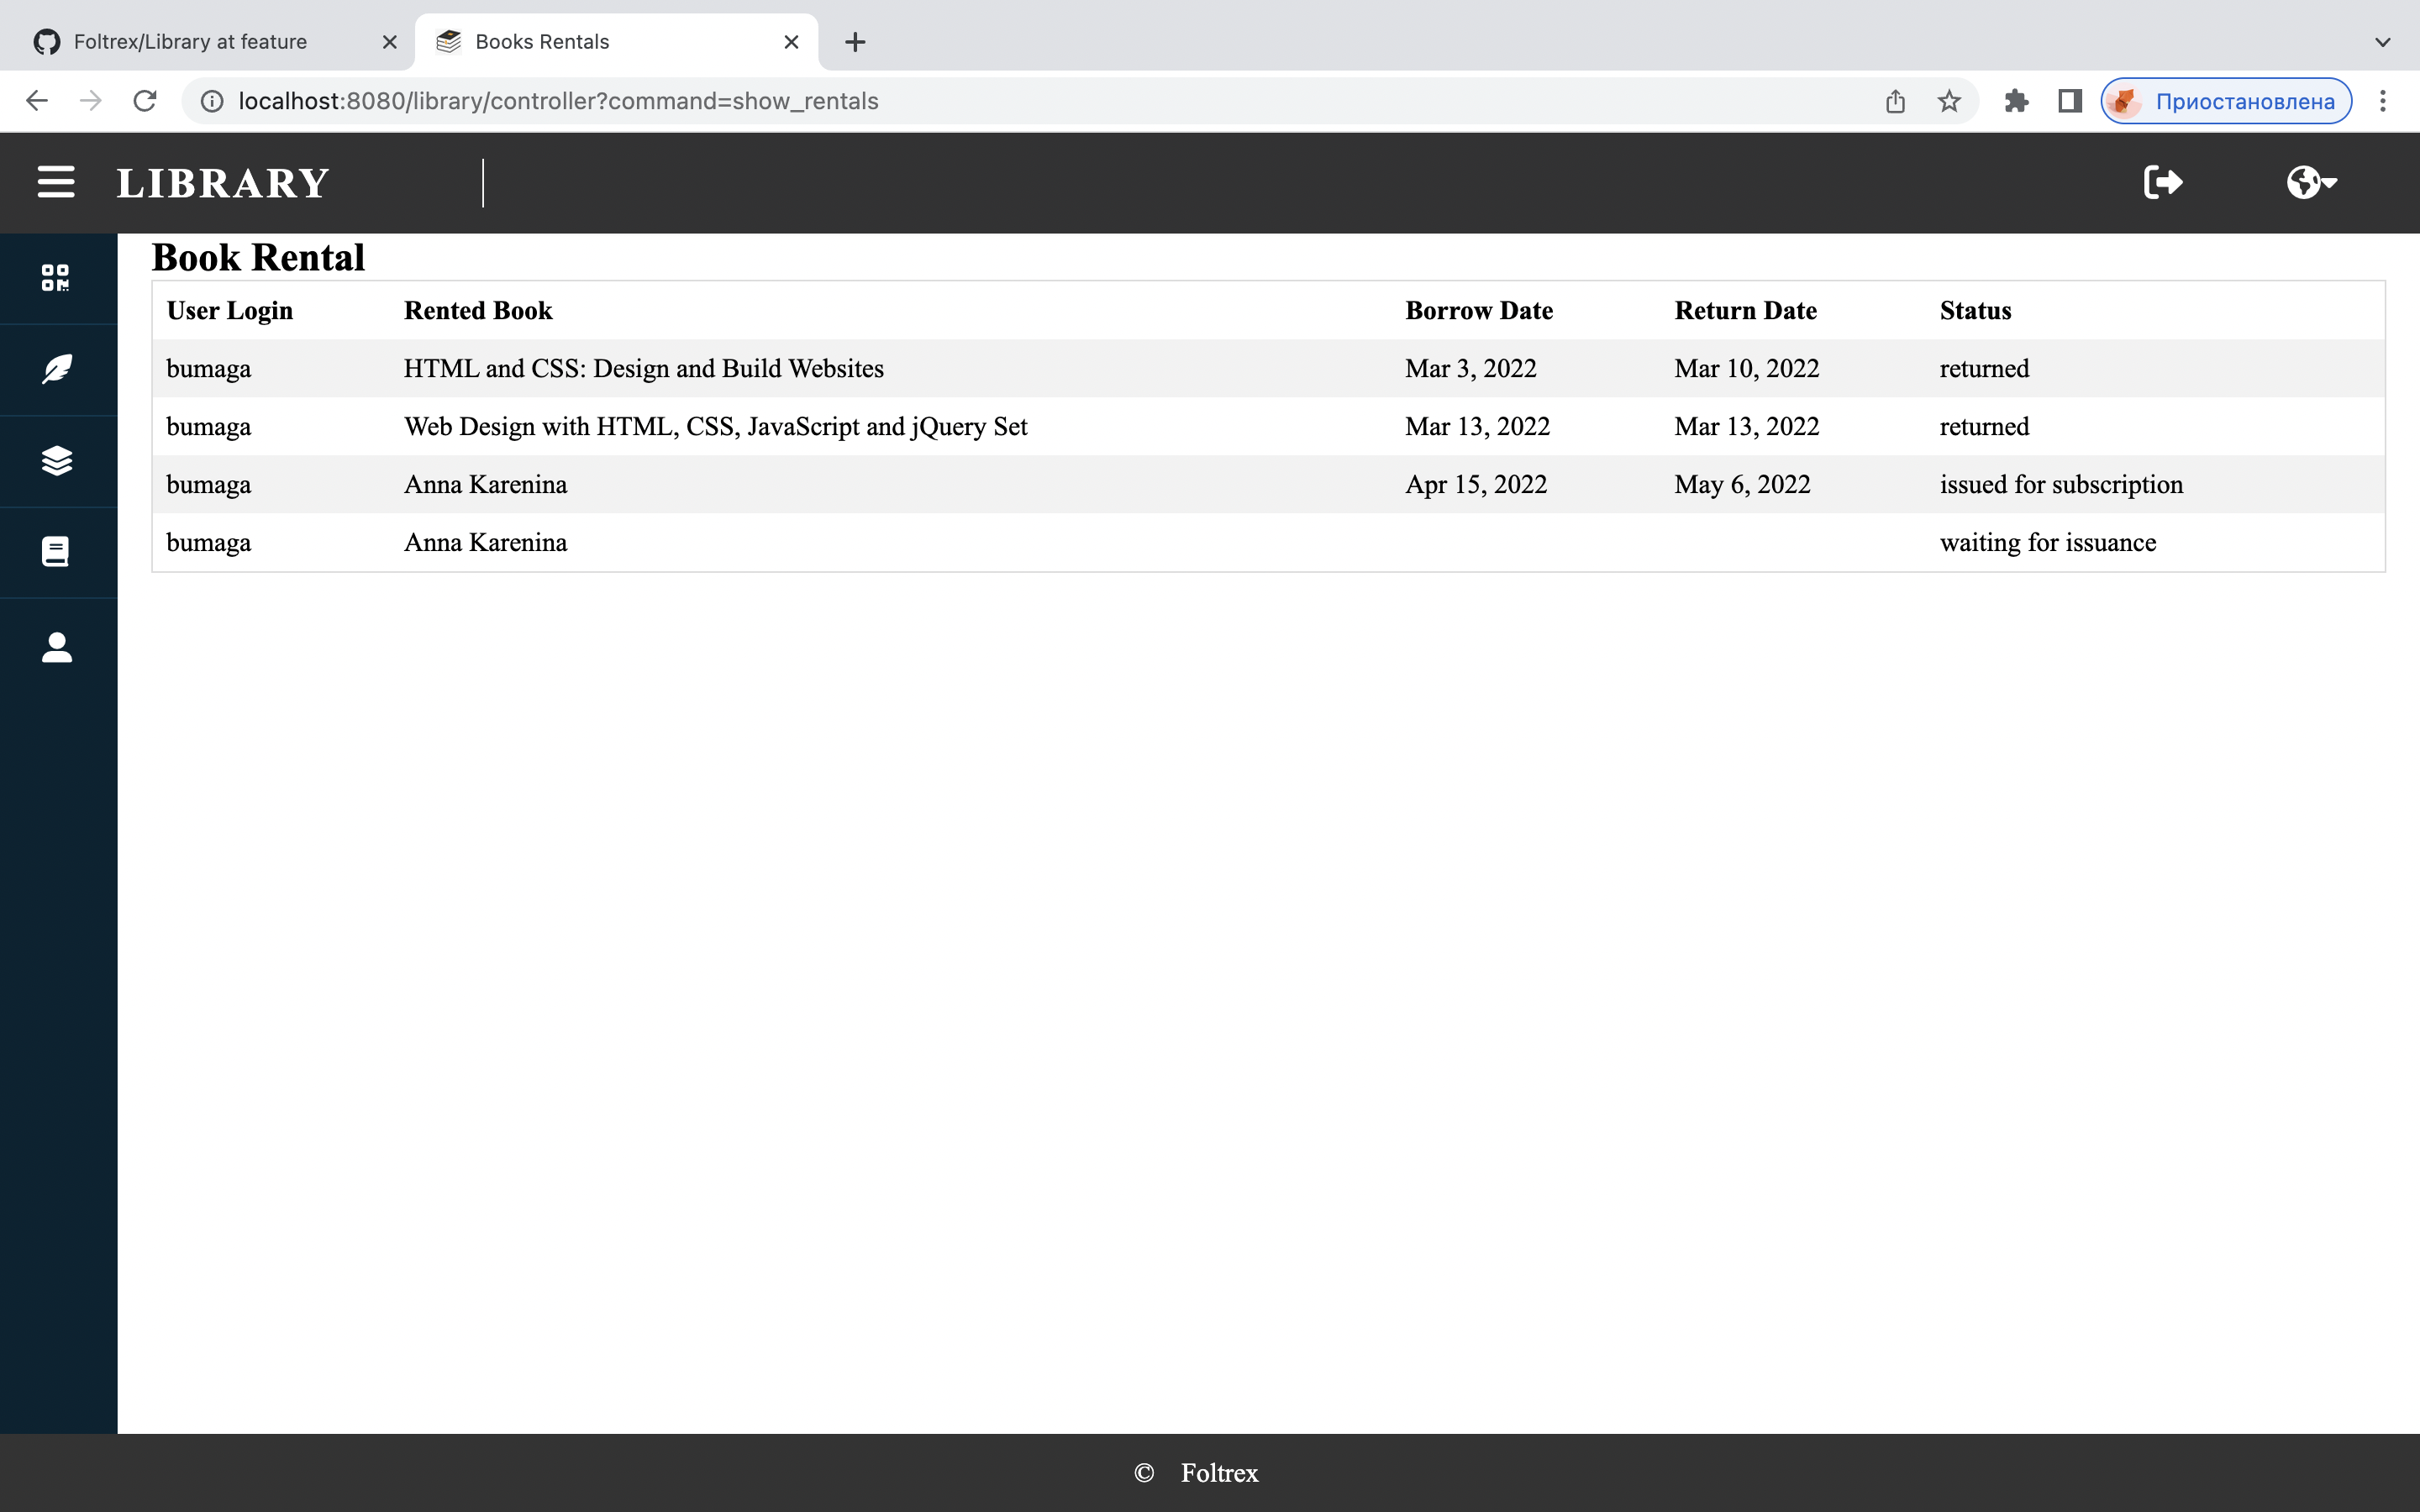 Foltrex/Library at feature
Books Rentals
localhost:8080/library/controller?command=show_rentals
Приостановлена
LIBRARY
Book Rental
User Login Rented Book Borrow Date Return Date Status
bumaga HTML and CSS: Design and Build Websites Mar 3, 2022 Mar 10, 2022 returned
bumaga Web Design with HTML, CSS, JavaScript and jQuery Set Mar 13, 2022 Mar 13, 2022 returned
bumaga Anna Karenina Apr 15, 2022 May 6, 2022 issued for subscription
bumaga Anna Karenina waiting for issuance
© Foltrex